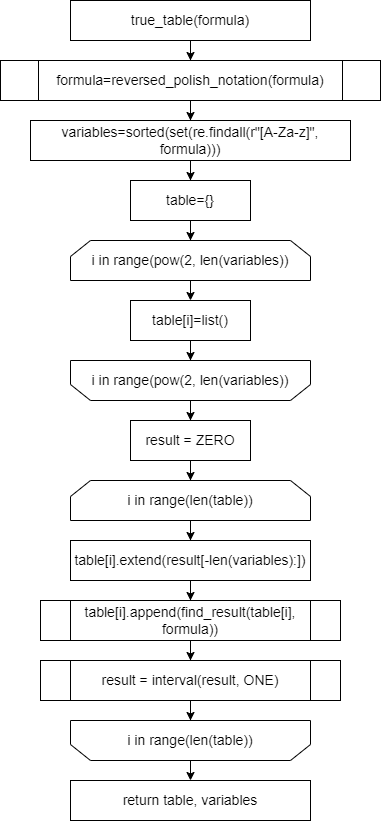 true_table(formula)
formula=reversed_polish_notation(formula)
variables=sorted(set(re.findall(r"[A-Za-z]",
formula)))
table={}
i in range(pow(2, len(variables))
table[i]=list()
i in range(pow(2, len(variables))
result = ZERO
i in range(len(table))
table[i].extend(result[-len(variables):])
table[i].append(find_result(table[i],
formula))
result = interval(result, ONE)
i in range(len(table))
return table, variables